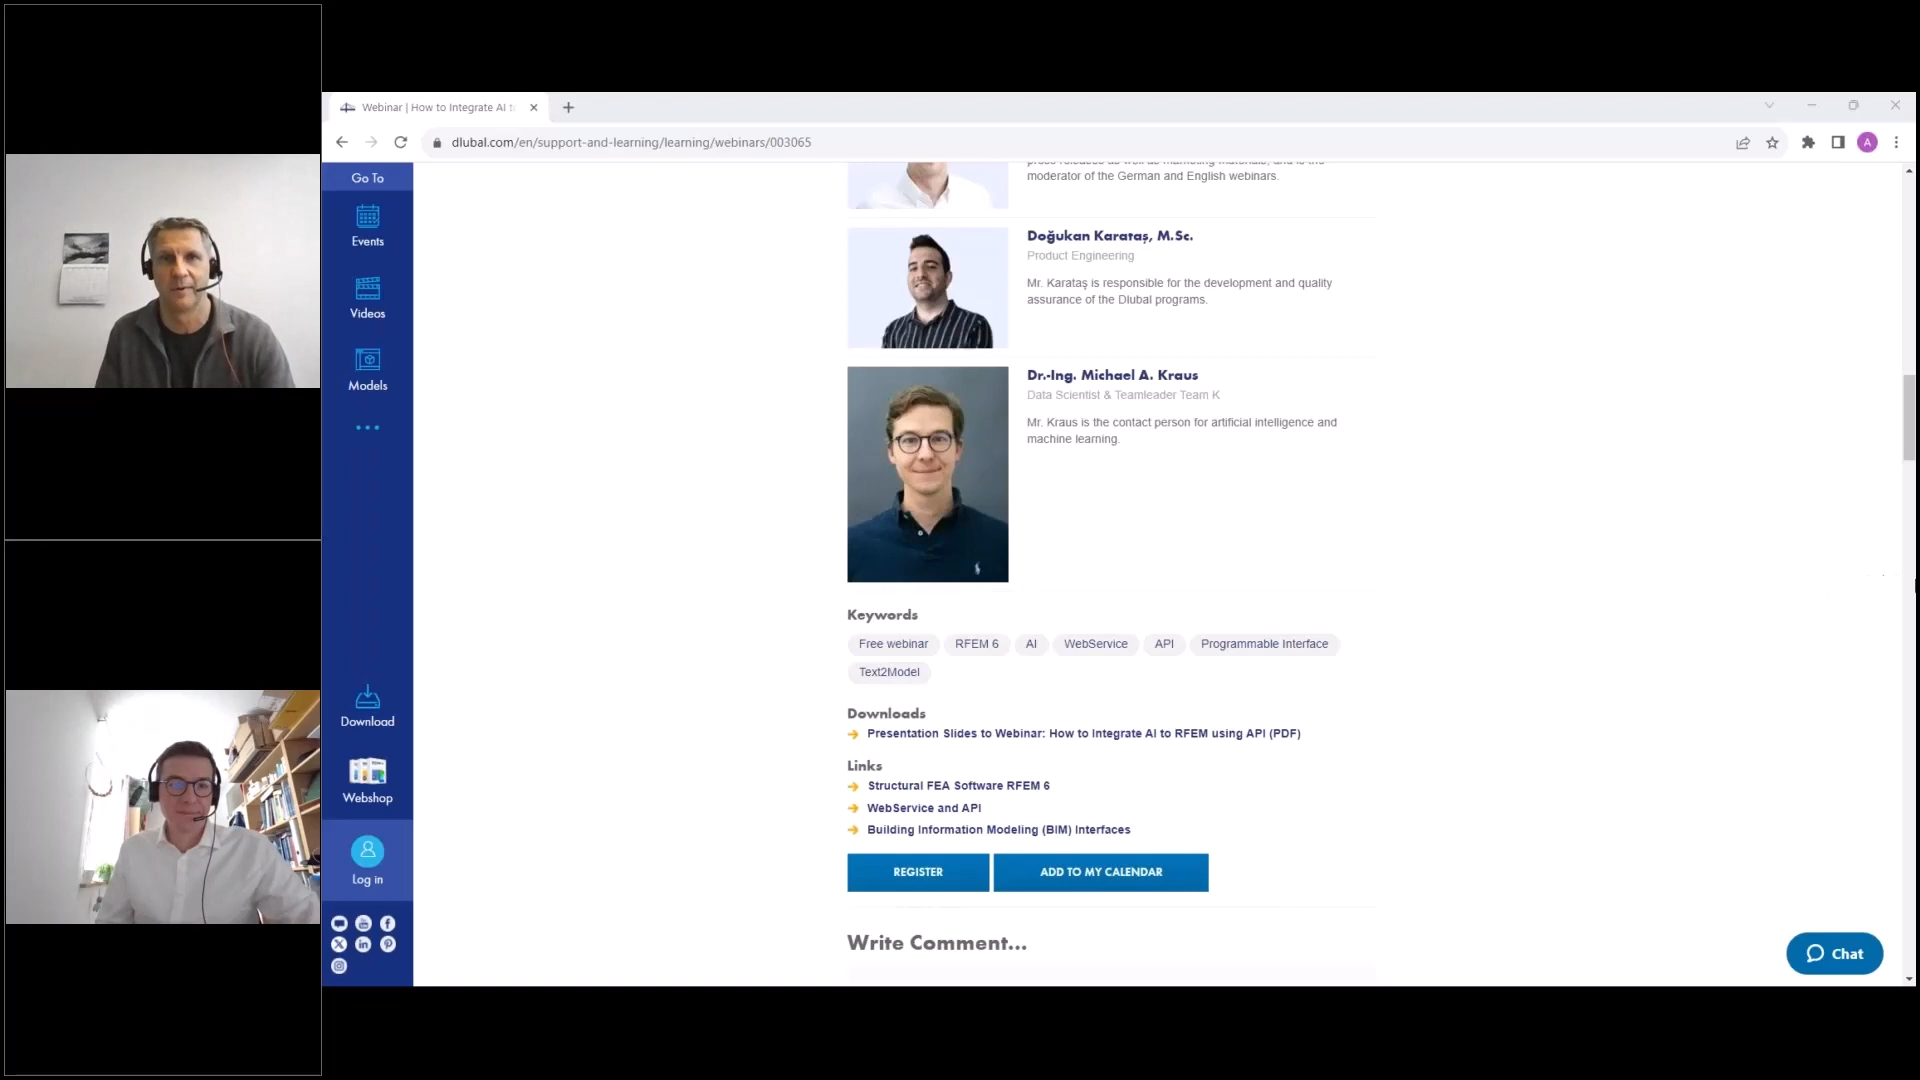 Webinar | How to Integrate AI to
dlubal.com/en/support-and-learning/learning/webinars/003065
A
Go To
Events
Videos
Models
Download
Webshop
Log in
moderator of the German and English webinars.
Doğukan Karataş, M.Sc.
Product Engineering
Mr. Karataş is responsible for the development and quality
assurance of the Dlubal programs.
Dr.-Ing. Michael A. Kraus
Data Scientist & Teamleader Team K
Mr. Kraus is the contact person for artificial intelligence and
machine learning.
Keywords
Free webinar RFEM 6 AI WebService API Programmable Interface
Text2Model
Downloads
Presentation Slides to Webinar: How to Integrate AI to RFEM using API (PDF)
Links
Structural FEA Software RFEM 6
WebService and API
Building Information Modeling (BIM) Interfaces
REGISTER ADD TO MY CALENDAR
Write Comment...
Chat